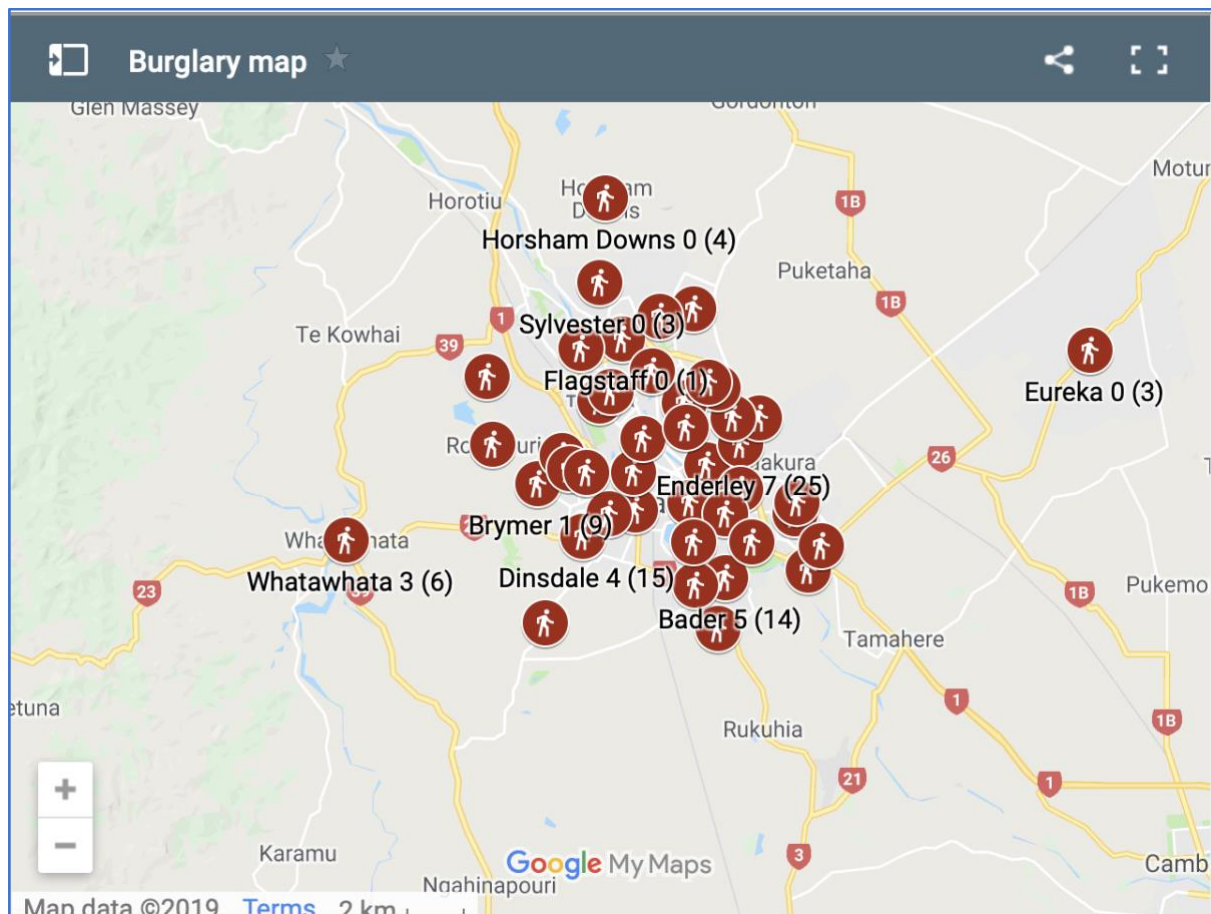 Burglary map
Glen Massey
Gordonton
Motur
Horotiu
1B
Horsham Downs 0 (4)
Puketaha
1B
1
Sylvester 0 (3)
Te Kowhai
39
Flagstaff 0 (1)
Eureka 0 (3)
26
Enderley 7 (25)
Brymer 1 (9)
Whatawhata 3 (6)
Dinsdale 4 (15)
23
1B
Pukemo
Bader 5 (14)
Tamahere
etuna
1
Rukuhia
1B
21
1
Karamu
Google My Maps
3
Camb
Ngahinapouri
Map data ©2019 Terms 2 km